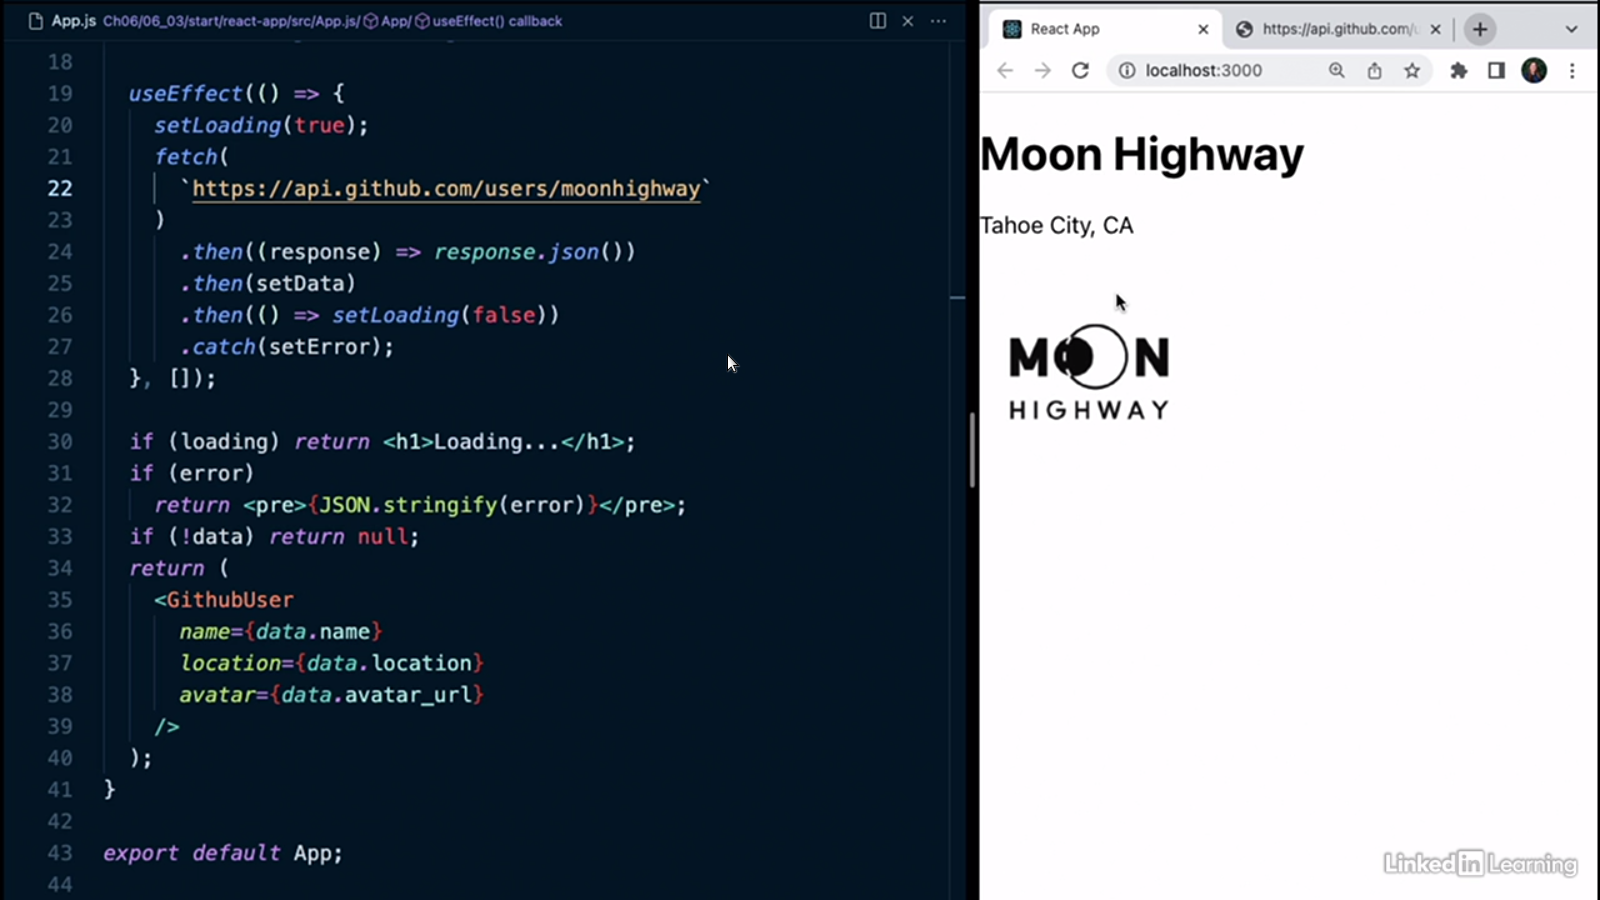 App.js Ch06/06_03/start/react-app/src/App.js/ App/ useEffect() callback
18
19 useEffect(() => {
20 setLoading(true);
21 fetch(
22 `https://api.github.com/users/moonhighway`
23 )
24 .then((response) => response.json())
25 .then(setData)
26 .then(() => setLoading(false))
27 .catch(setError);
28 }, []);
29
30 if (loading) return <h1>Loading...</h1>;
31 if (error)
32 return <pre>{JSON.stringify(error)}</pre>;
33 if (!data) return null;
34 return (
35 <GithubUser
36 name={data.name}
37 location={data.location}
38 avatar={data.avatar_url}
39 />
40 );
41 }
42
43 export default App;
44
React App https://api.github.com/
localhost:3000
Moon Highway
Tahoe City, CA
MOON
HIGHWAY
LinkedIn Learning